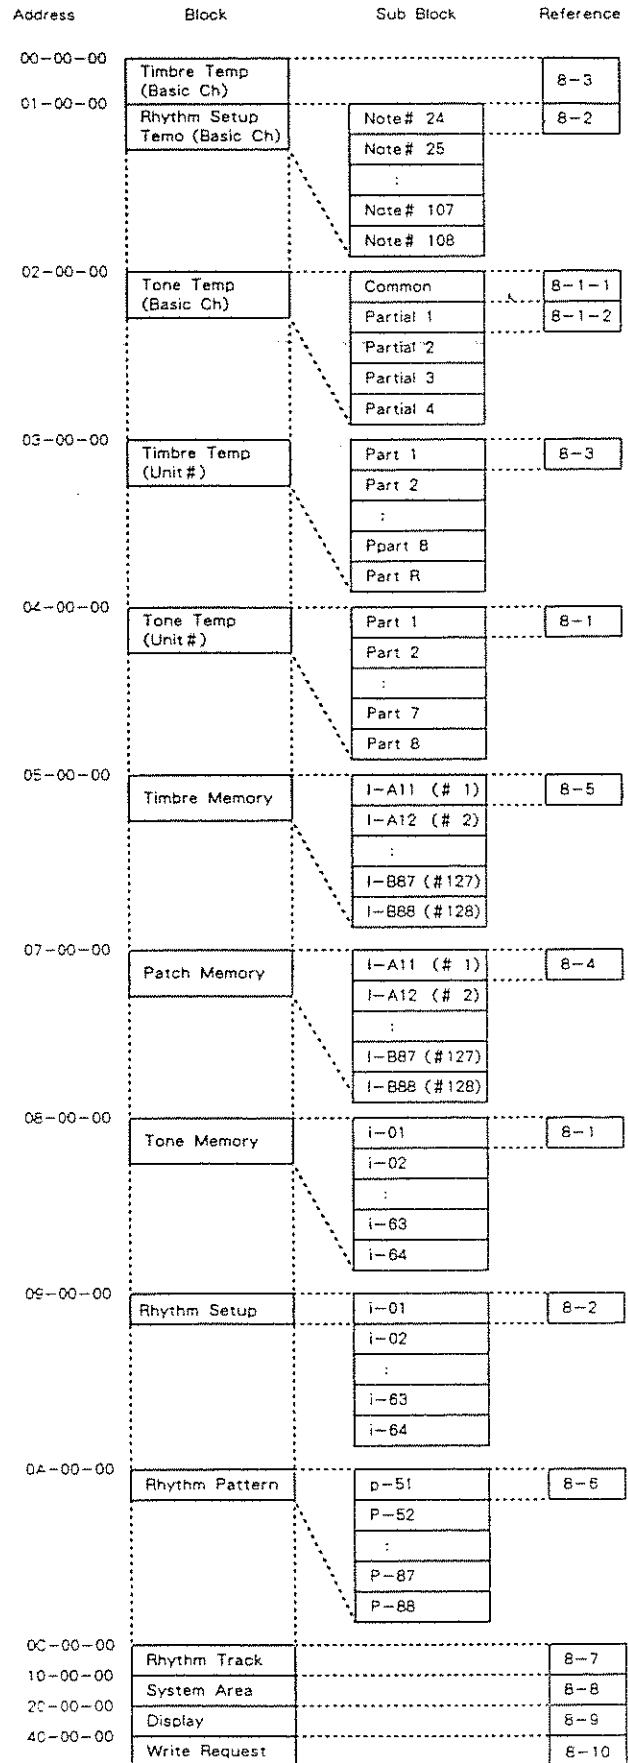 Address Block Sub Block Reference
00-00-00
Timbre Temp
(Basic Ch)
8-3
01-00-00
Rhythm Setup
Temo (Basic Ch)
Note# 24
8-2
Note# 25
:
Note# 107
Note# 108
02-00-00
Tone Temp
(Basic Ch)
Common
8-1-1
Partial 1
8-1-2
Partial 2
Partial 3
Partial 4
03-00-00
Timbre Temp
(Unit#)
Part 1
8-3
Part 2
:
Ppart 8
Part R
04-00-00
Tone Temp
(Unit#)
Part 1
8-1
Part 2
:
Part 7
Part 8
05-00-00
Timbre Memory
I-A11 (# 1)
8-5
I-A12 (# 2)
:
I-B87 (#127)
I-B88 (#128)
07-00-00
Patch Memory
I-A11 (# 1)
8-4
I-A12 (# 2)
:
I-B87 (#127)
I-B88 (#128)
08-00-00
Tone Memory
i-01
8-1
i-02
:
i-63
i-64
09-00-00
Rhythm Setup
i-01
8-2
i-02
:
i-63
i-64
0A-00-00
Rhythm Pattern
p-51
8-6
P-52
:
P-87
P-88
0C-00-00
Rhythm Track
8-7
10-00-00
System Area
8-8
20-00-00
Display
8-9
40-00-00
Write Request
8-10